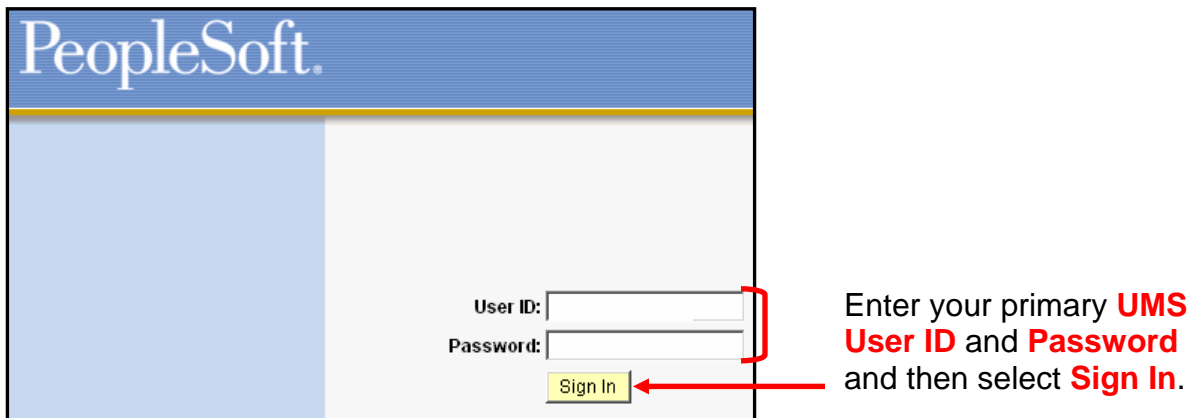 PeopleSoft.
User ID:
Password:
Sign In
Enter your primary UMS
User ID and Password
and then select Sign In.